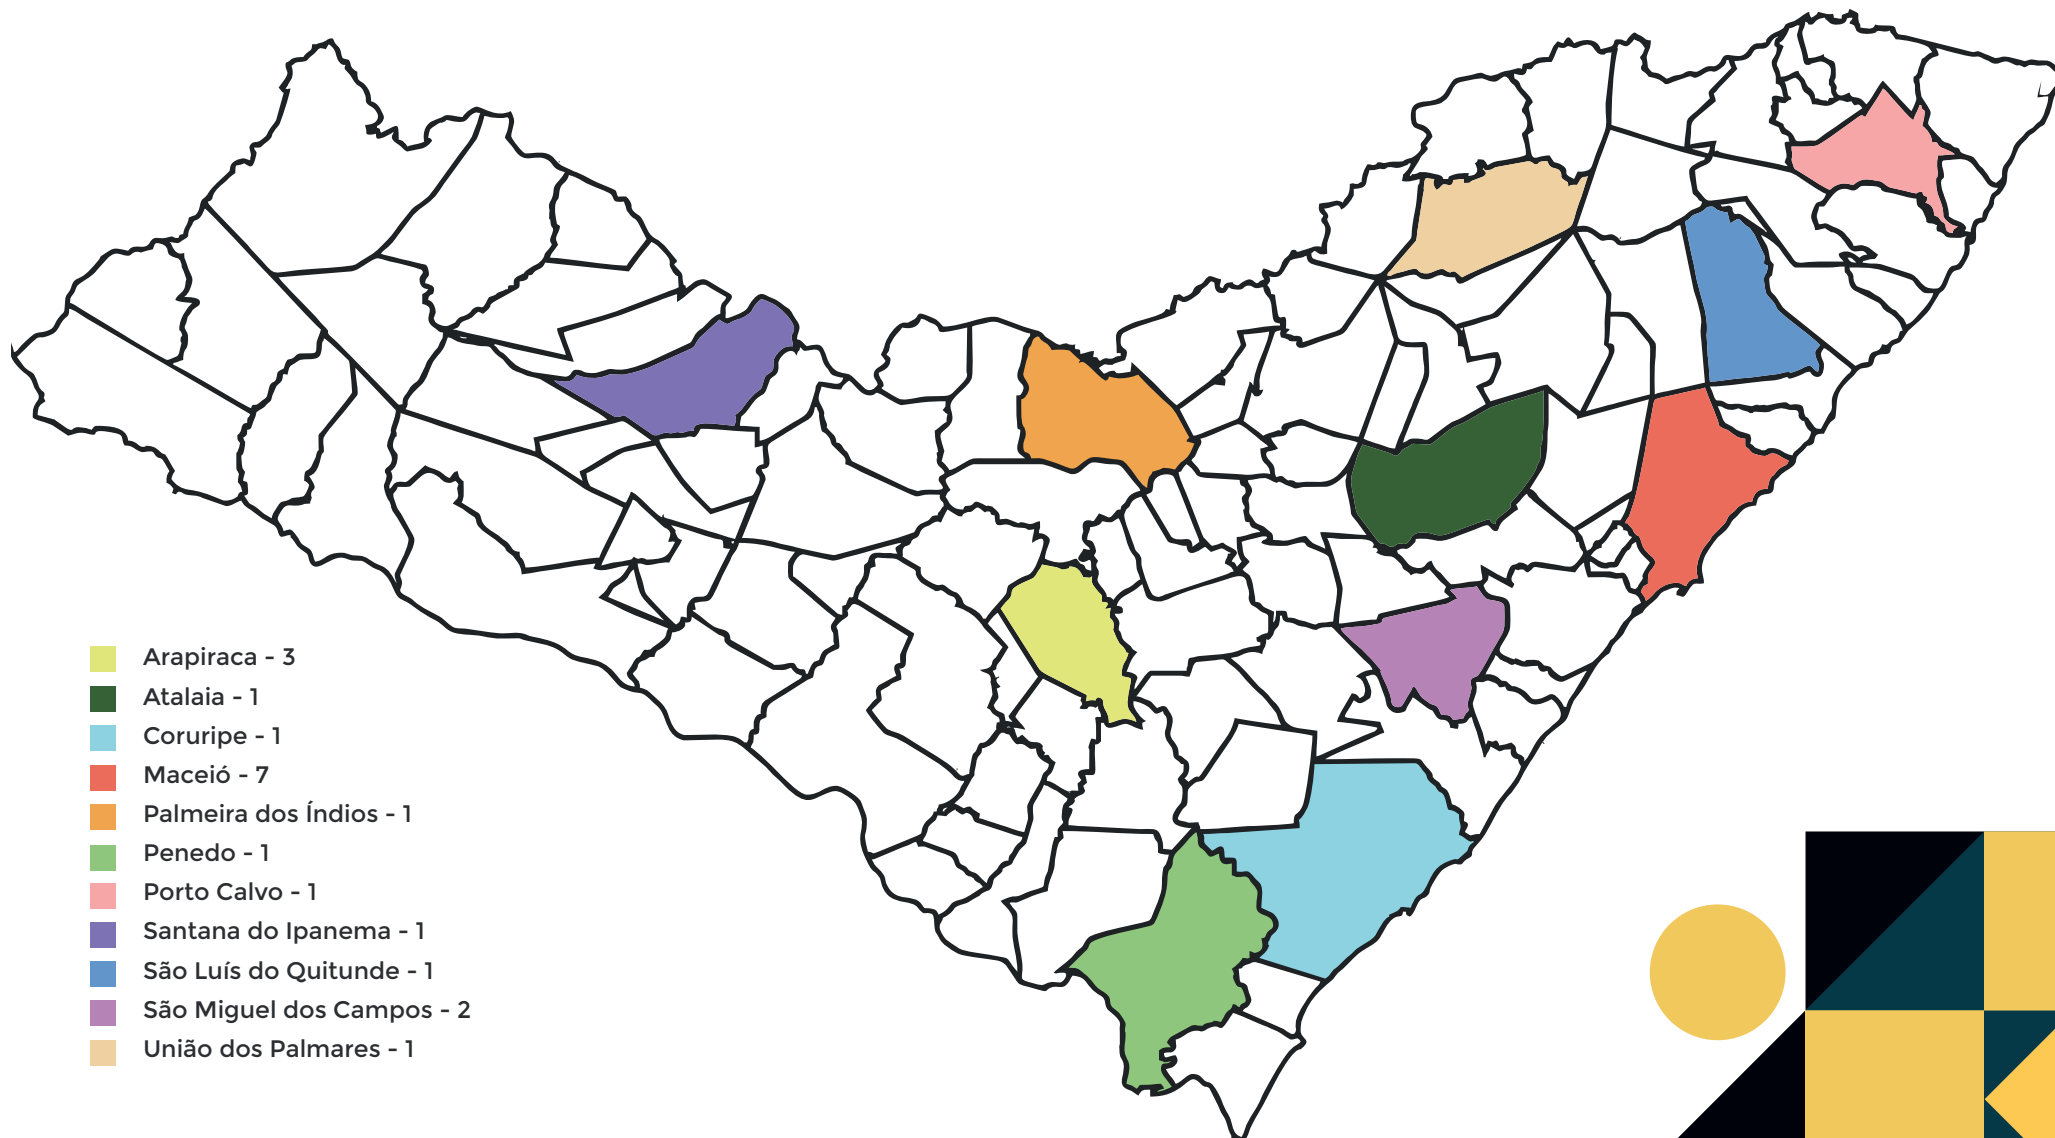 Arapiraca - 3
Atalaia - 1
Coruripe - 1
Maceió - 7
Palmeira dos Índios - 1
Penedo - 1
Porto Calvo - 1
Santana do Ipanema - 1
São Luís do Quitunde - 1
São Miguel dos Campos - 2
União dos Palmares - 1